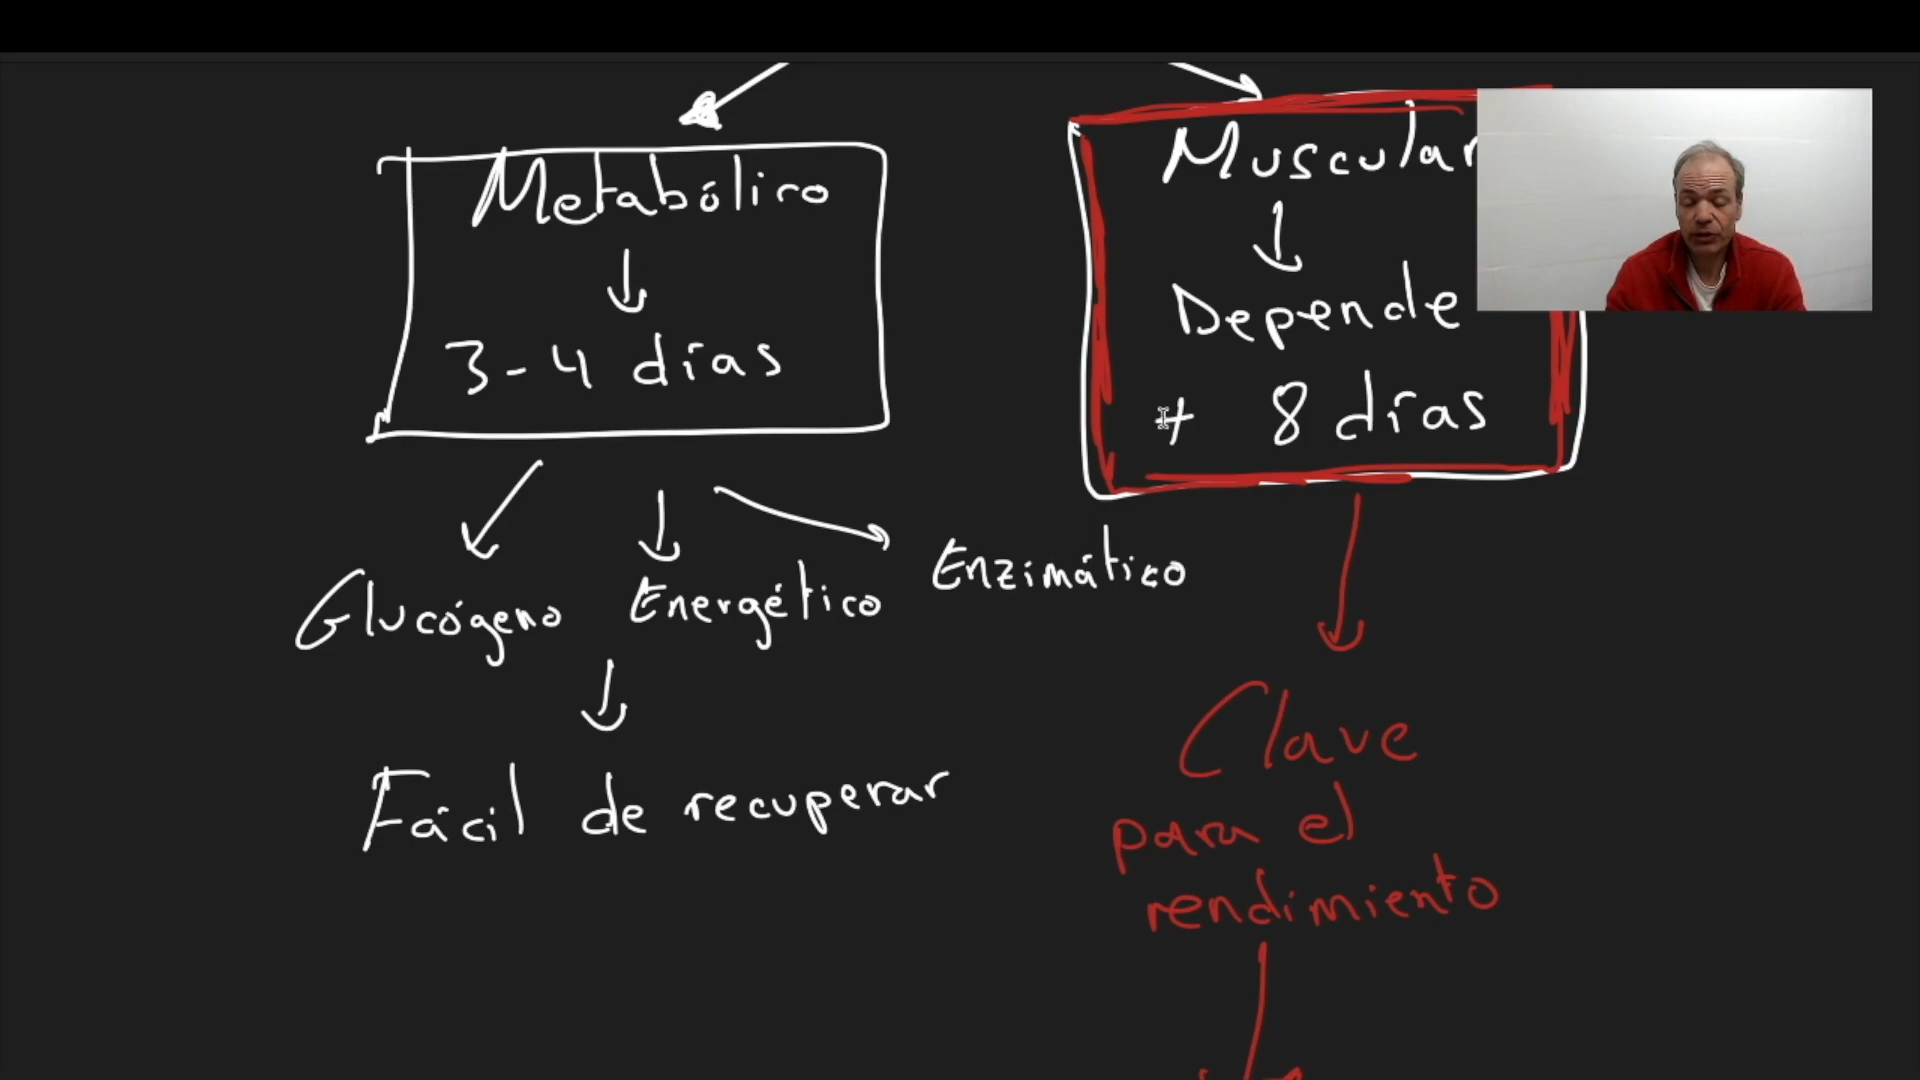 Metabólico
3-4 días
Glucógeno Energético Enzimático
Fácil de recuperar
Muscular
Depende
+ 8 días
Clave
para el
rendimiento